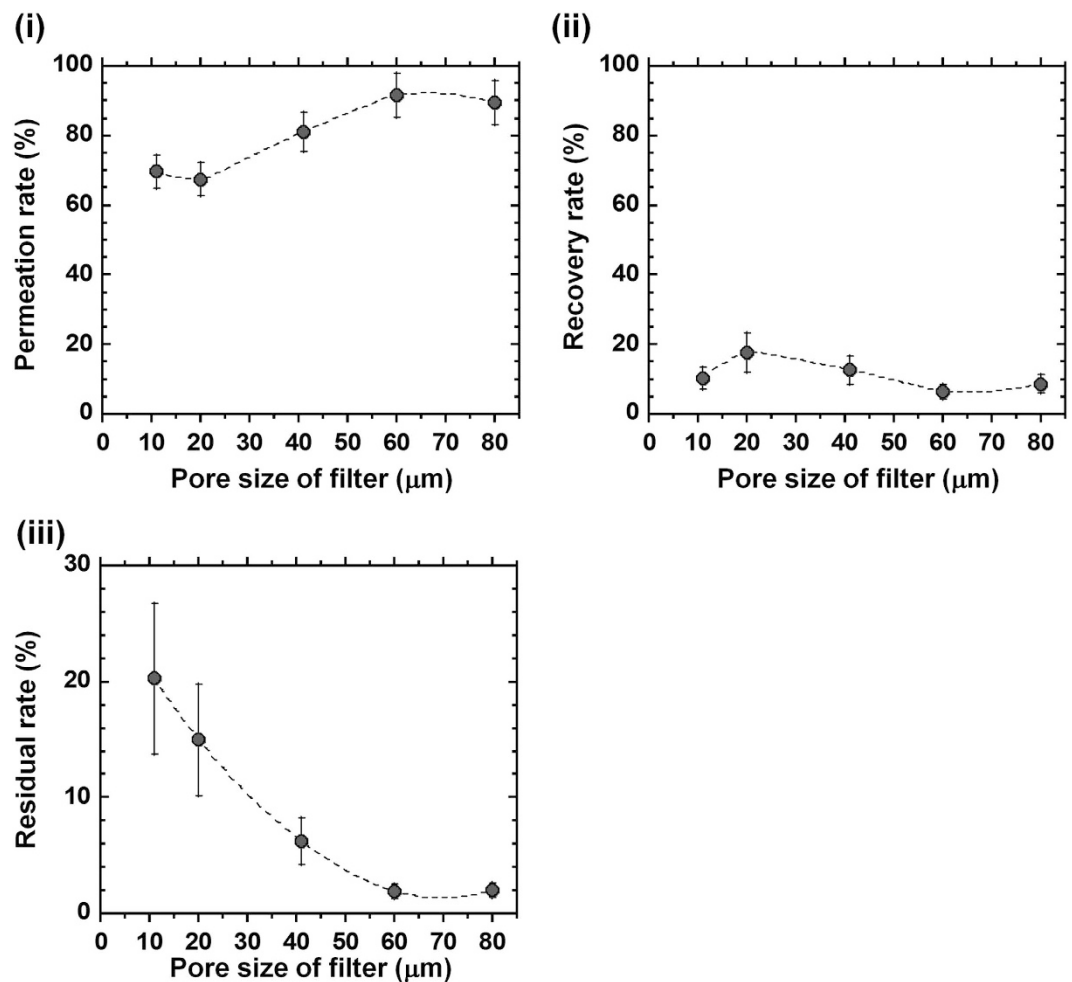 (i)
100
80
60
40
20
0
Permeation rate (%)
0 10 20 30 40 50 60 70 80
Pore size of filter (μm)
(ii)
100
80
60
40
20
0
Recovery rate (%)
0 10 20 30 40 50 60 70 80
Pore size of filter (μm)
(iii)
30
20
10
0
Residual rate (%)
0 10 20 30 40 50 60 70 80
Pore size of filter (μm)